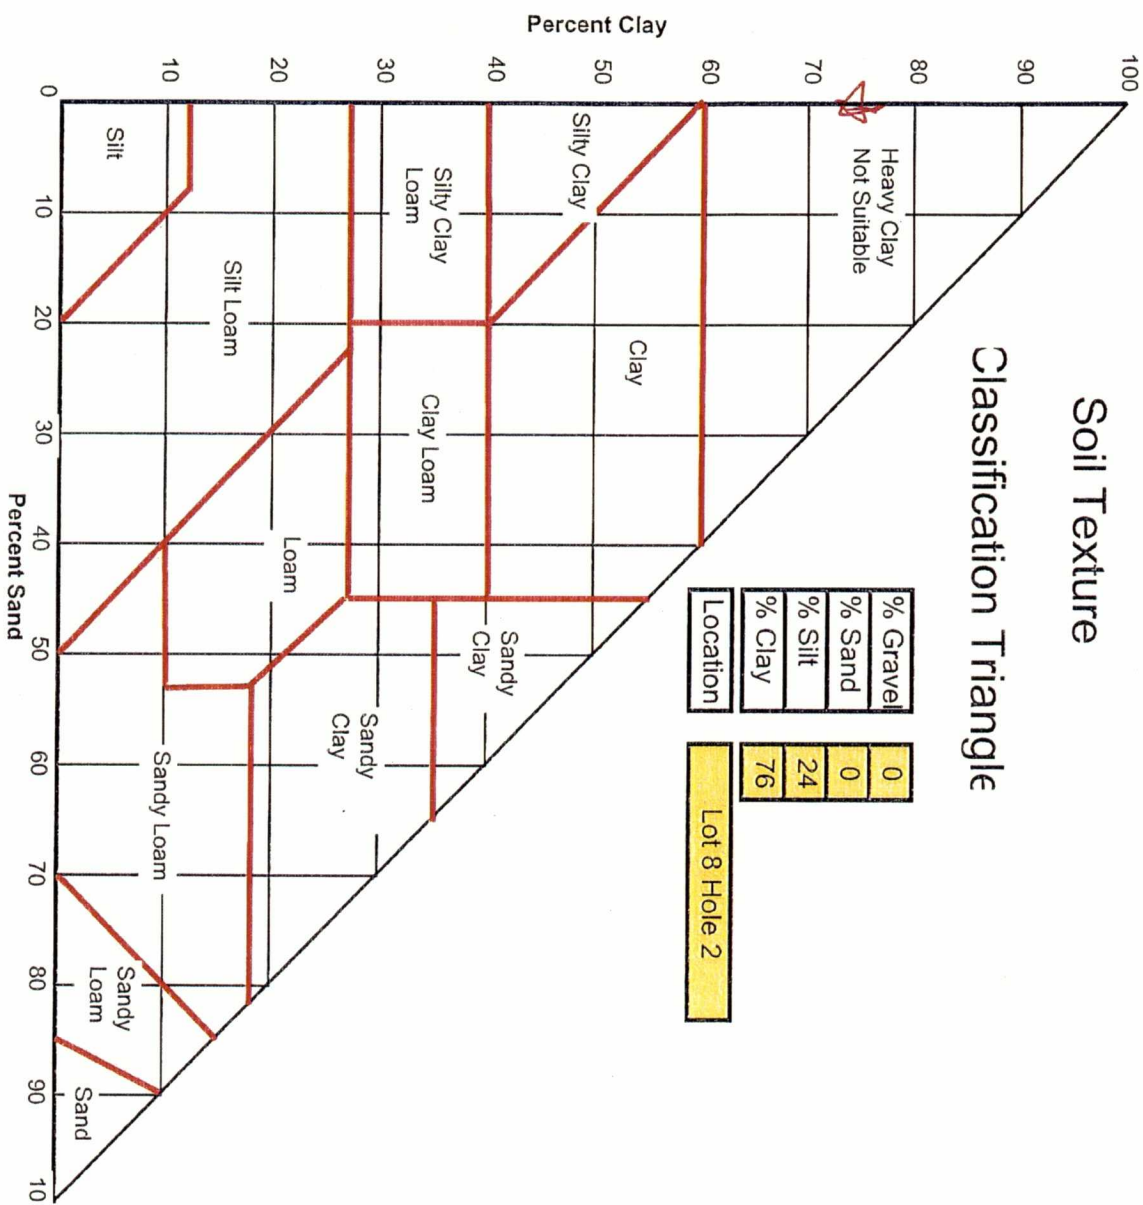 Soil Texture
Classification Triangle
% Gravel 0
% Sand 0
% Silt 24
% Clay 76
Location Lot 8 Hole 2
Percent Clay
100
90
80
70
60
50
40
30
20
10
0
Heavy Clay
Not Suitable
Silty Clay
Clay
Silty Clay
Loam
Clay Loam
Sandy
Clay
Silt
Silt Loam
Loam
Sandy
Clay
Sandy Loam
Sandy
Loam
Sand
10
20
30
40
50
60
70
80
90
10
Percent Sand